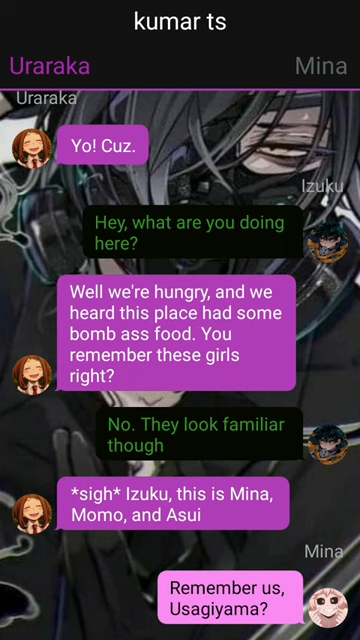 kumar ts
Uraraka
Mina
Uraraka
Yo! Cuz.
Izuku
Hey, what are you doing
here?
Well we're hungry, and we
heard this place had some
bomb ass food. You
remember these girls
right?
No. They look familiar
though
*sigh* Izuku, this is Mina,
Momo, and Asui
Mina
Remember us,
Usagiyama?